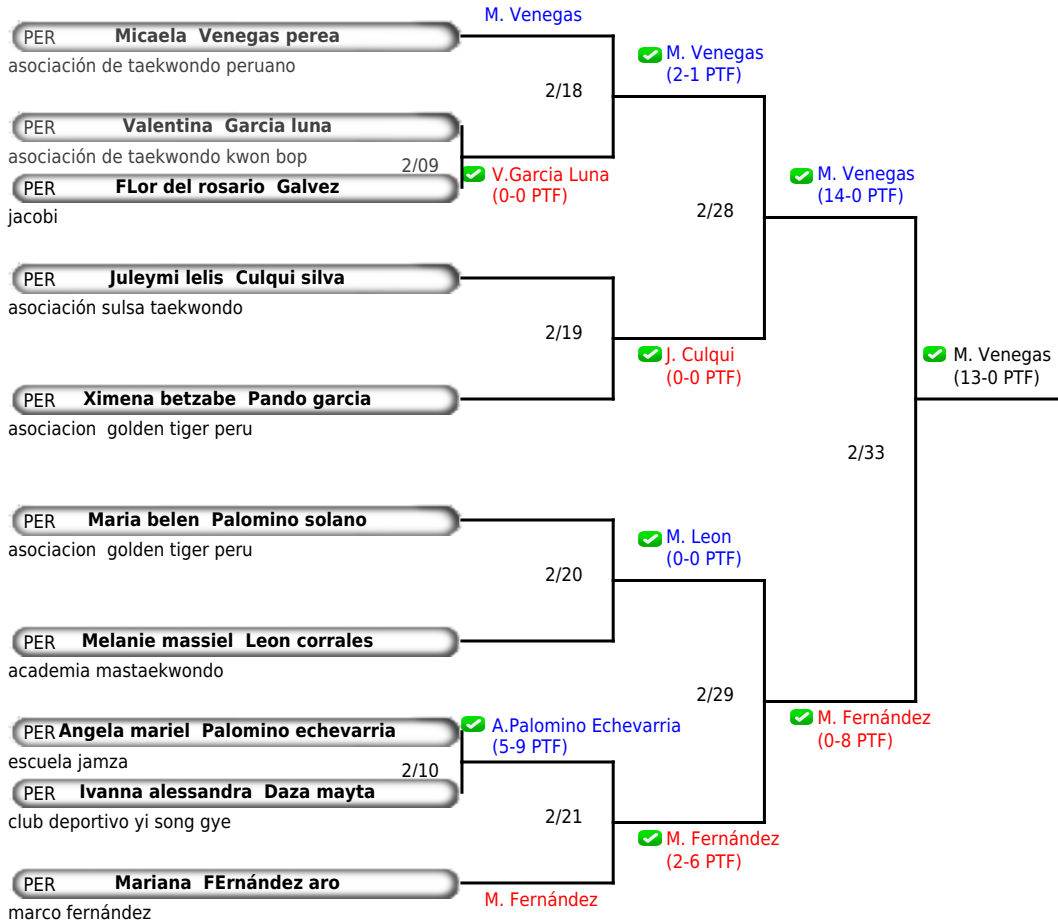 M. Venegas
PER Micaela Venegas perea
asociación de taekwondo peruano
M. Venegas
(2-1 PTF)
2/18
PER Valentina Garcia luna
asociación de taekwondo kwon bop
2/09
V.Garcia Luna
(0-0 PTF)
PER FLor del rosario Galvez
jacobi
M. Venegas
(14-0 PTF)
2/28
PER Juleymi lelis Culqui silva
asociación sulsa taekwondo
2/19
J. Culqui
(0-0 PTF)
M. Venegas
(13-0 PTF)
PER Ximena betzabe Pando garcia
asociacion golden tiger peru
2/33
PER Maria belen Palomino solano
asociacion golden tiger peru
M. Leon
(0-0 PTF)
2/20
PER Melanie massiel Leon corrales
academia mastaekwondo
2/29
M. Fernández
(0-8 PTF)
PER Angela mariel Palomino echevarria
escuela jamza
A.Palomino Echevarria
(5-9 PTF)
2/10
PER Ivanna alessandra Daza mayta
club deportivo yi song gye
2/21
M. Fernández
(2-6 PTF)
PER Mariana FErnández aro
marco fernández
M. Fernández